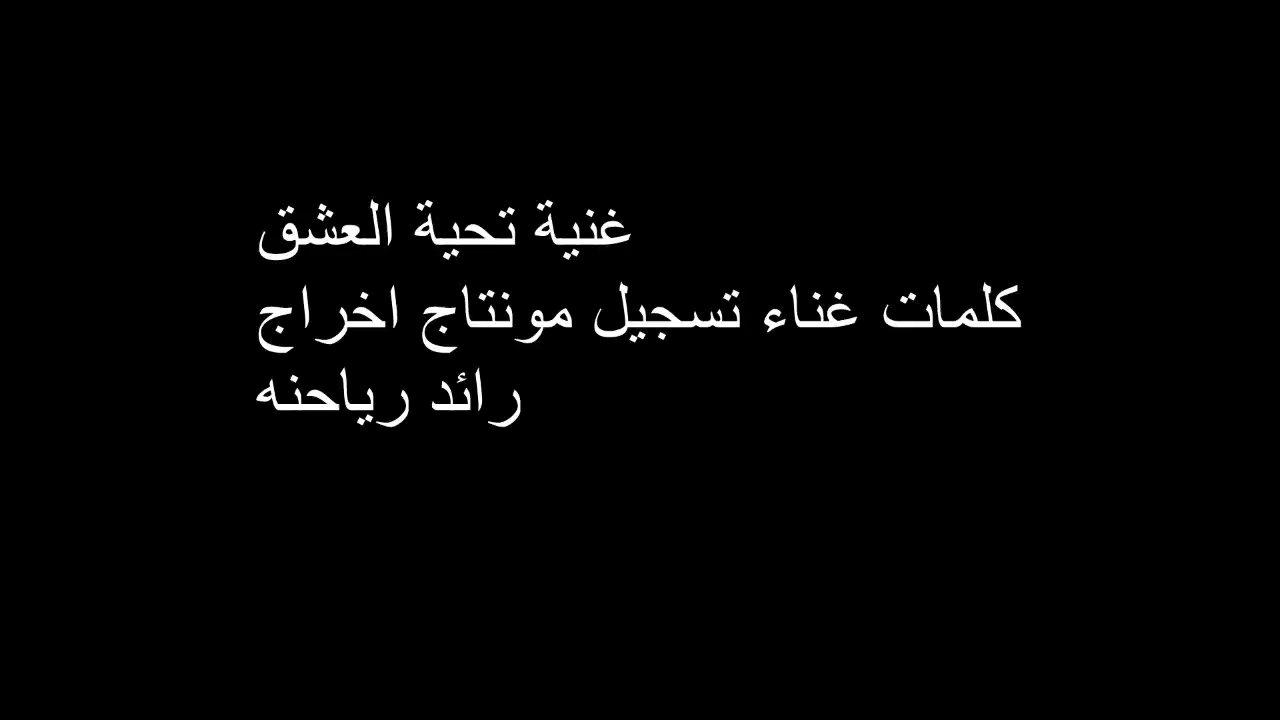 غنية تحية العشق
كلمات غناء تسجيل مونتاج اخراج
رائد رياحنه